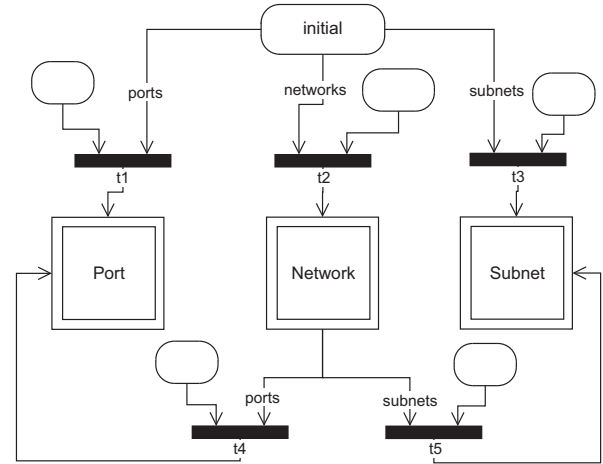 initial
ports
networks
subnets
t1
t2
t3
Port
Network
Subnet
ports
subnets
t4
t5